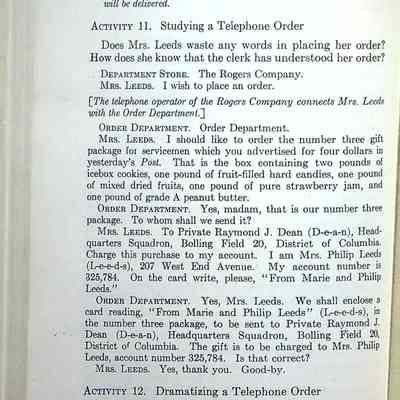 will be delivered.
ACTIVITY 11. Studying a Telephone Order
Does Mrs. Leeds waste any words in placing her order?
How does she know that the clerk has understood her order?
DEPARTMENT STORE. The Rogers Company.
MRS. LEEDS. I wish to place an order.
[The telephone operator of the Rogers Company connects Mrs. Leeds
with the Order Department.]
ORDER DEPARTMENT. Order Department.
MRS. LEEDS. I should like to order the number three gift
package for servicemen which you advertised for four dollars in
yesterday's Post. That is the box containing two pounds of
icebox cookies, one pound of fruit-filled hard candies, one pound
of mixed dried fruits, one pound of pure strawberry jam, and
one pound of grade A peanut butter.
ORDER DEPARTMENT. Yes, madam, that is our number three
package. To whom shall we send it?
MRS. LEEDS. To Private Raymond J. Dean (D-e-a-n), Head-
quarters Squadron, Bolling Field 20, District of Columbia.
Charge this purchase to my account. I am Mrs. Philip Leeds
(L-e-e-d-s), 207 West End Avenue. My account number is
325,784. On the card write, please, "From Marie and Philip
Leeds."
ORDER DEPARTMENT. Yes, Mrs. Leeds. We shall enclose a
card reading, "From Marie and Philip Leeds" (L-e-e-d-s), in
the number three package, to be sent to Private Raymond J.
Dean (D-e-a-n), Headquarters Squadron, Bolling Field 20,
District of Columbia. The gift is to be charged to Mrs. Philip
Leeds, account number 325,784. Is that correct?
MRS. LEEDS. Yes, thank you. Good-by.
ACTIVITY 12. Dramatizing a Telephone Order